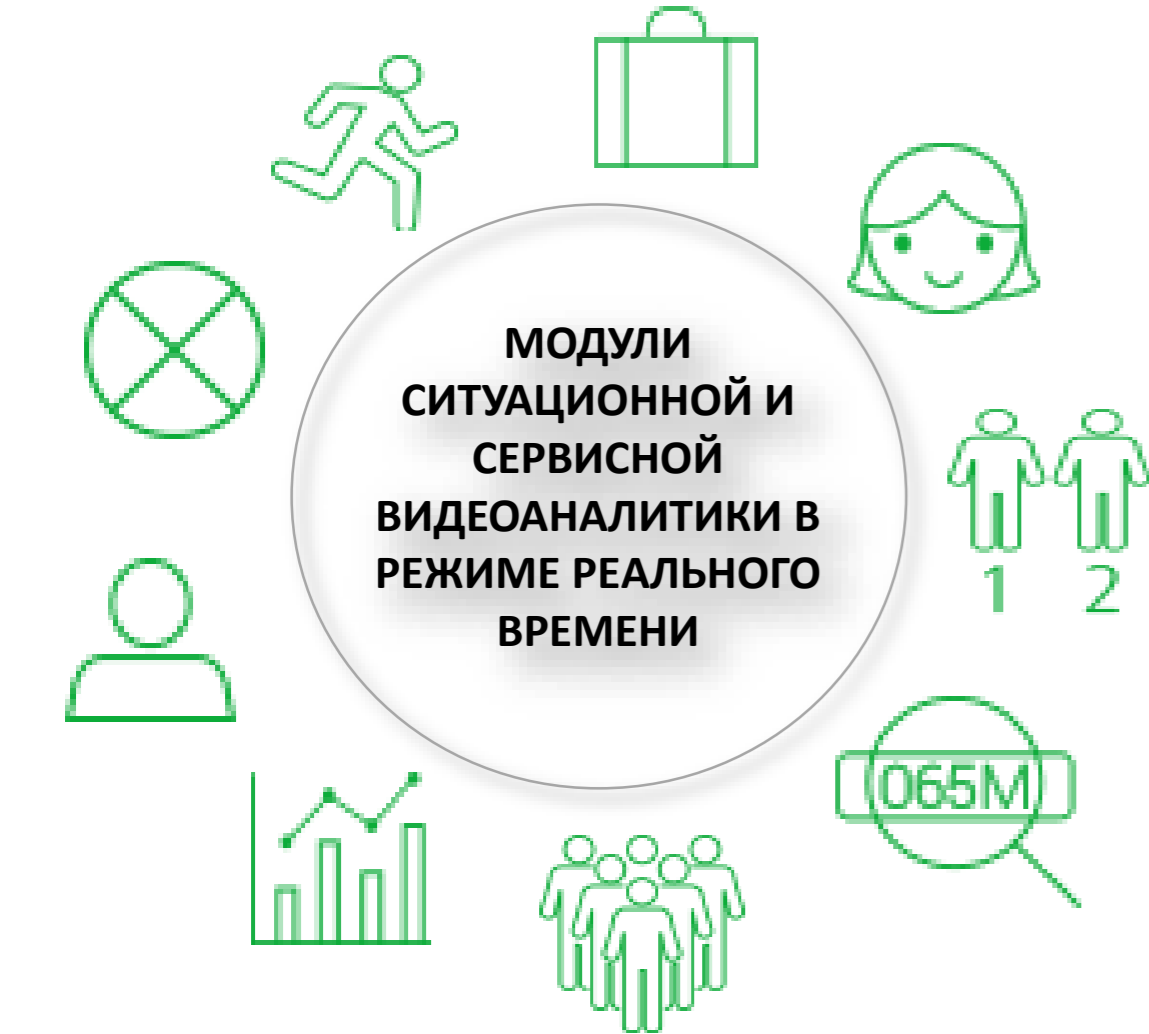 МОДУЛИ
СИТУАЦИОННОЙ И
СЕРВИСНОЙ
ВИДЕОАНАЛИТИКИ В
РЕЖИМЕ РЕАЛЬНОГО
ВРЕМЕНИ
1 2
065М